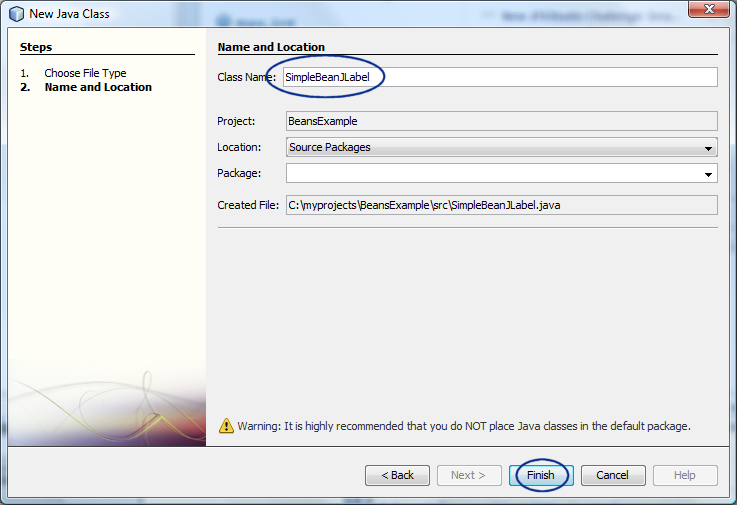 New Java Class
Steps
1. Choose File Type
2. Name and Location
Name and Location
Class Name: SimpleBeanJLabel
Project: BeansExample
Location: Source Packages
Package:
Created File: C:\myprojects\BeansExample\src\SimpleBeanJLabel.java
Warning: It is highly recommended that you do NOT place Java classes in the default package.
< Back Next > Finish Cancel Help